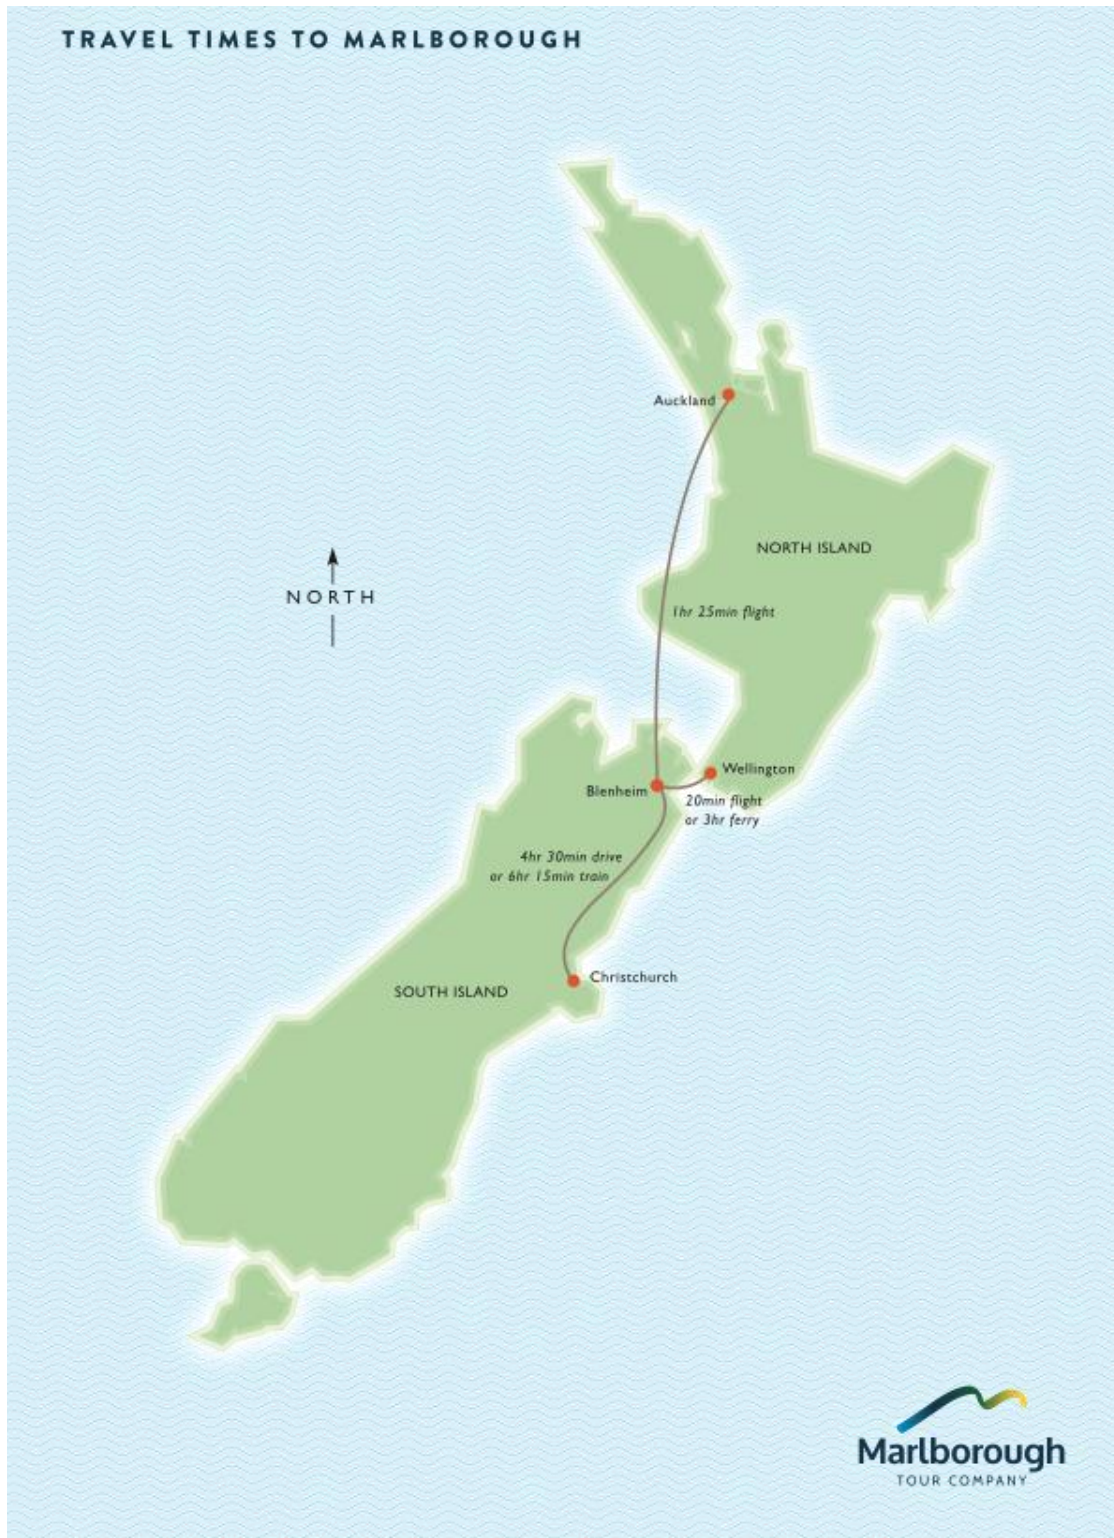 TRAVEL TIMES TO MARLBOROUGH
Auckland
NORTH ISLAND
NORTH
1hr 25min flight
Wellington
Blenheim
20min flight
or 3hr ferry
4hr 30min drive
or 6hr 15min train
Christchurch
SOUTH ISLAND
Marlborough
TOUR COMPANY